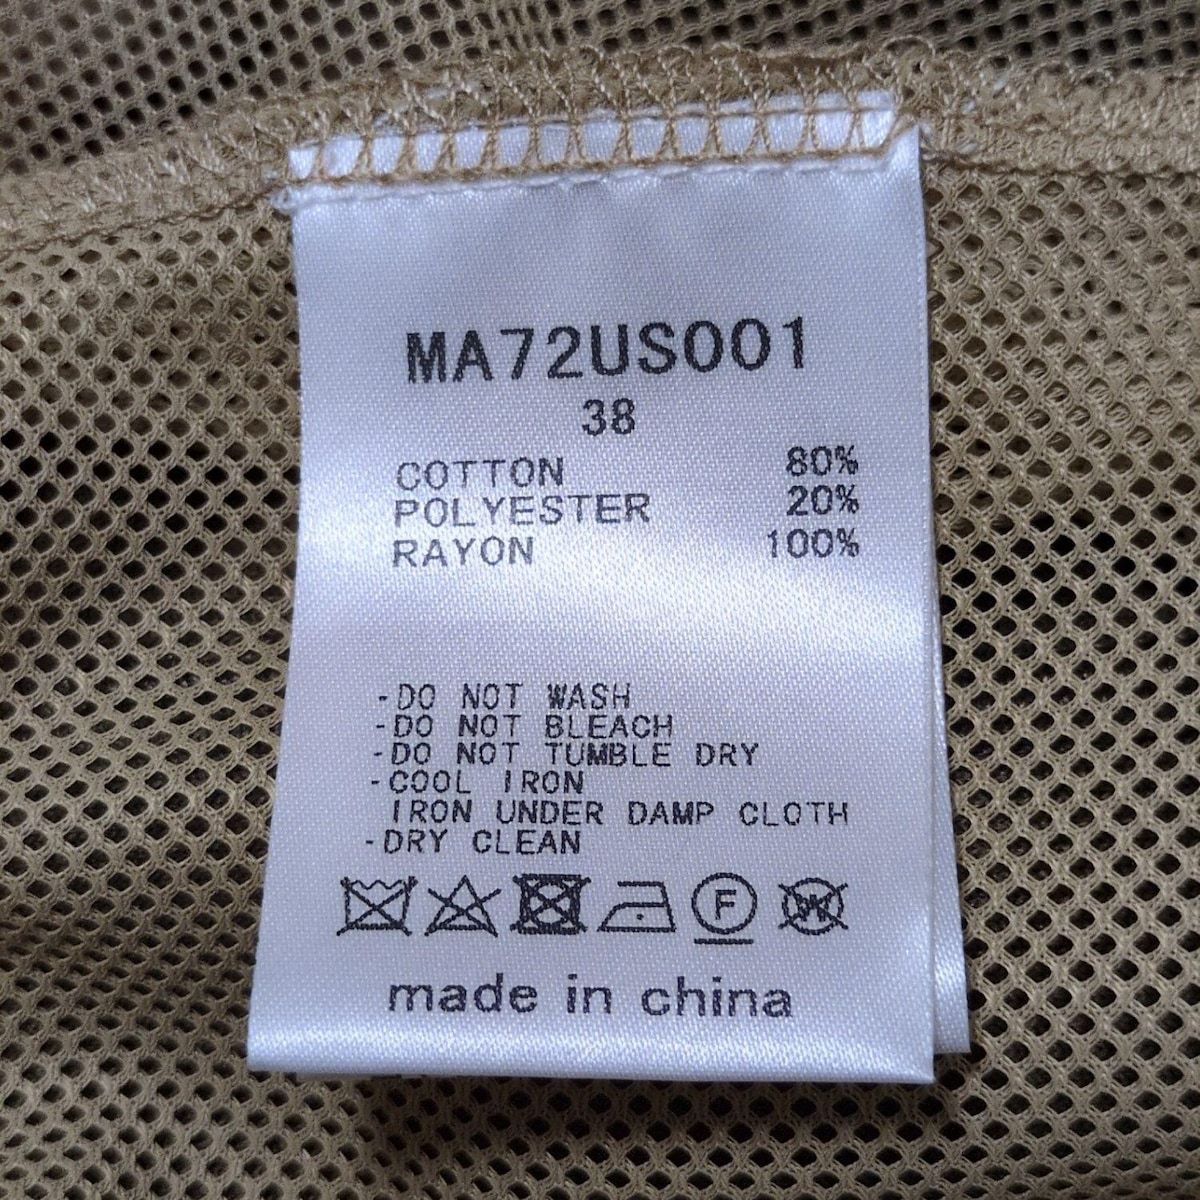 MA72US001
38
COTTON 80%
POLYESTER 20%
RAYON 100%
-DO NOT WASH
-DO NOT BLEACH
-DO NOT TUMBLE DRY
-COOL IRON
IRON UNDER DAMP CLOTH
-DRY CLEAN
F W
made in china